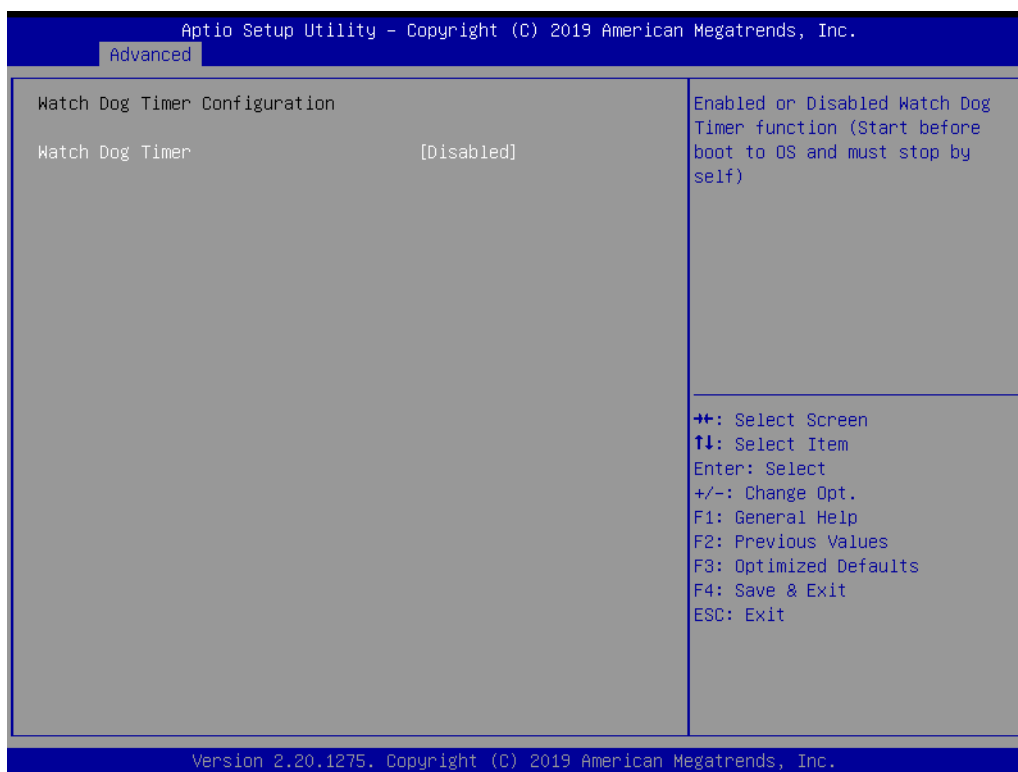 Aptio Setup Utility – Copyright (C) 2019 American Megatrends, Inc.
Advanced
Watch Dog Timer Configuration
Watch Dog Timer [Disabled]
Enabled or Disabled Watch Dog
Timer function (Start before
boot to OS and must stop by
self)
→←: Select Screen
↑↓: Select Item
Enter: Select
+/-: Change Opt.
F1: General Help
F2: Previous Values
F3: Optimized Defaults
F4: Save & Exit
ESC: Exit
Version 2.20.1275. Copyright (C) 2019 American Megatrends, Inc.